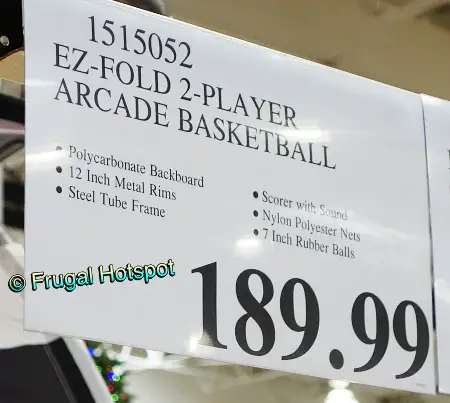 1515052
EZ-FOLD 2-PLAYER
ARCADE BASKETBALL
• Polycarbonate Backboard
• 12 Inch Metal Rims
• Steel Tube Frame
• Scorer with Sound
• Nylon Polyester Nets
• 7 Inch Rubber Balls
© Frugal Hotspot
189.99